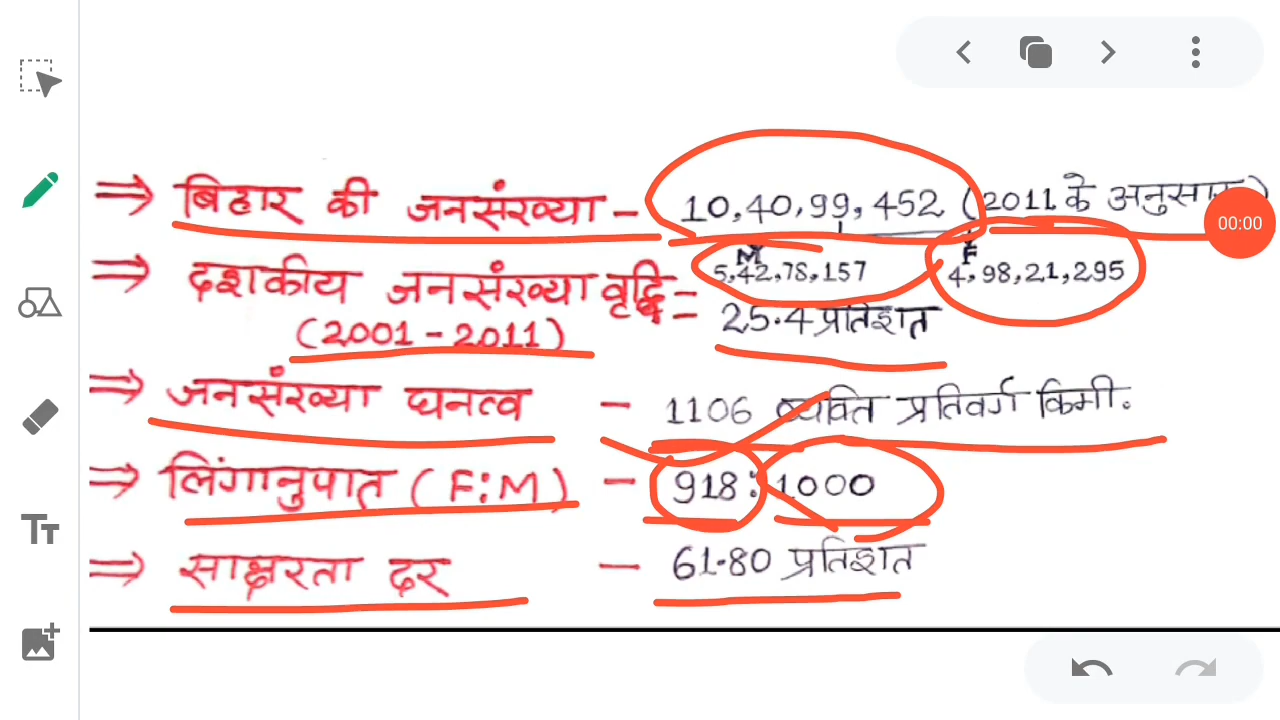 ⇒ बिहार की जनसंख्या - 10,40,99,452 (2011 के अनुसार)
00:00
M F
5,42,78,157 4,98,21,295
⇒ दशकीय जनसंख्या वृद्धि = 25.4 प्रतिशत
(2001-2011)
⇒ जनसंख्या घनत्व - 1106 व्यक्ति प्रतिवर्ग किमी.
⇒ लिंगानुपात (F:M) - 918:1000
⇒ साक्षरता दर - 61.80 प्रतिशत